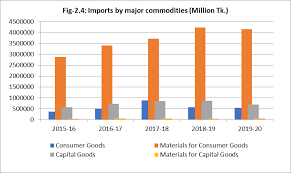 Fig-2.4: Imports by major commodities (Million Tk.)
4500000
4000000
3500000
3000000
2500000
2000000
1500000
1000000
500000
0
2015-16 2016-17 2017-18 2018-19 2019-20
Consumer Goods Materials for Consumer Goods
Capital Goods Materials for Capital Goods